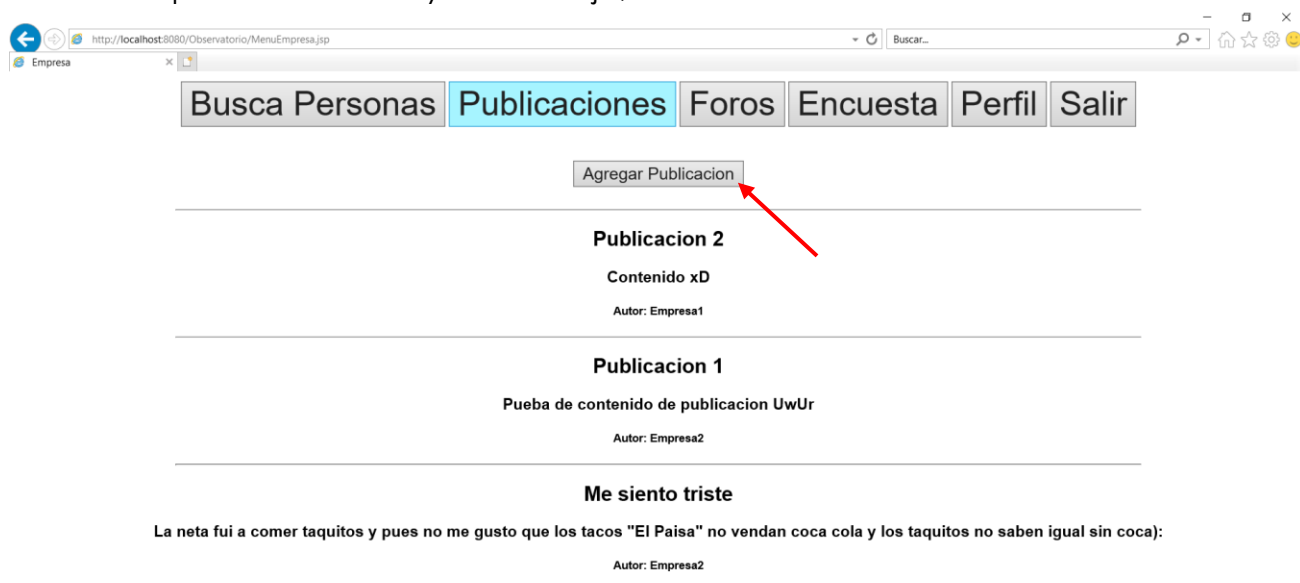 http://localhost:8080/Observatorio/MenuEmpresa.jsp
Buscar...
Empresa
Busca Personas Publicaciones Foros Encuesta Perfil Salir
Agregar Publicacion
Publicacion 2
Contenido xD
Autor: Empresa1
Publicacion 1
Pueba de contenido de publicacion UwUr
Autor: Empresa2
Me siento triste
La neta fui a comer taquitos y pues no me gusto que los tacos "El Paisa" no vendan coca cola y los taquitos no saben igual sin coca):
Autor: Empresa2